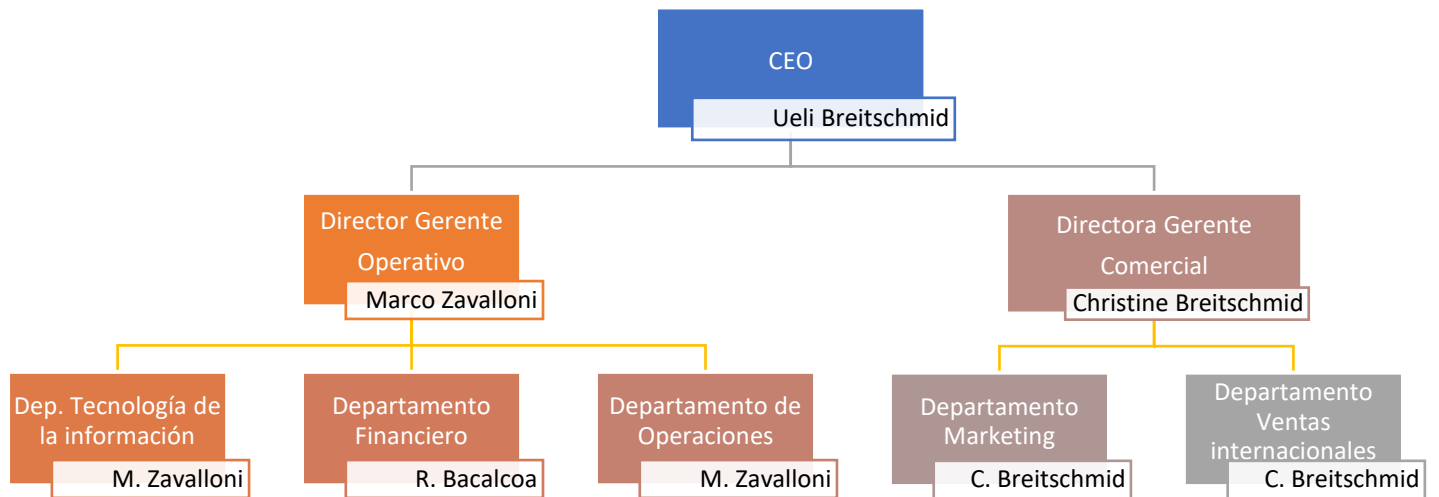 CEO
Ueli Breitschmid
Director Gerente
Operativo
Marco Zavalloni
Directora Gerente
Comercial
Christine Breitschmid
Dep. Tecnología de
la información
M. Zavalloni
Departamento
Financiero
R. Bacalcoa
Departamento de
Operaciones
M. Zavalloni
Departamento
Marketing
C. Breitschmid
Departamento
Ventas
internacionales
C. Breitschmid